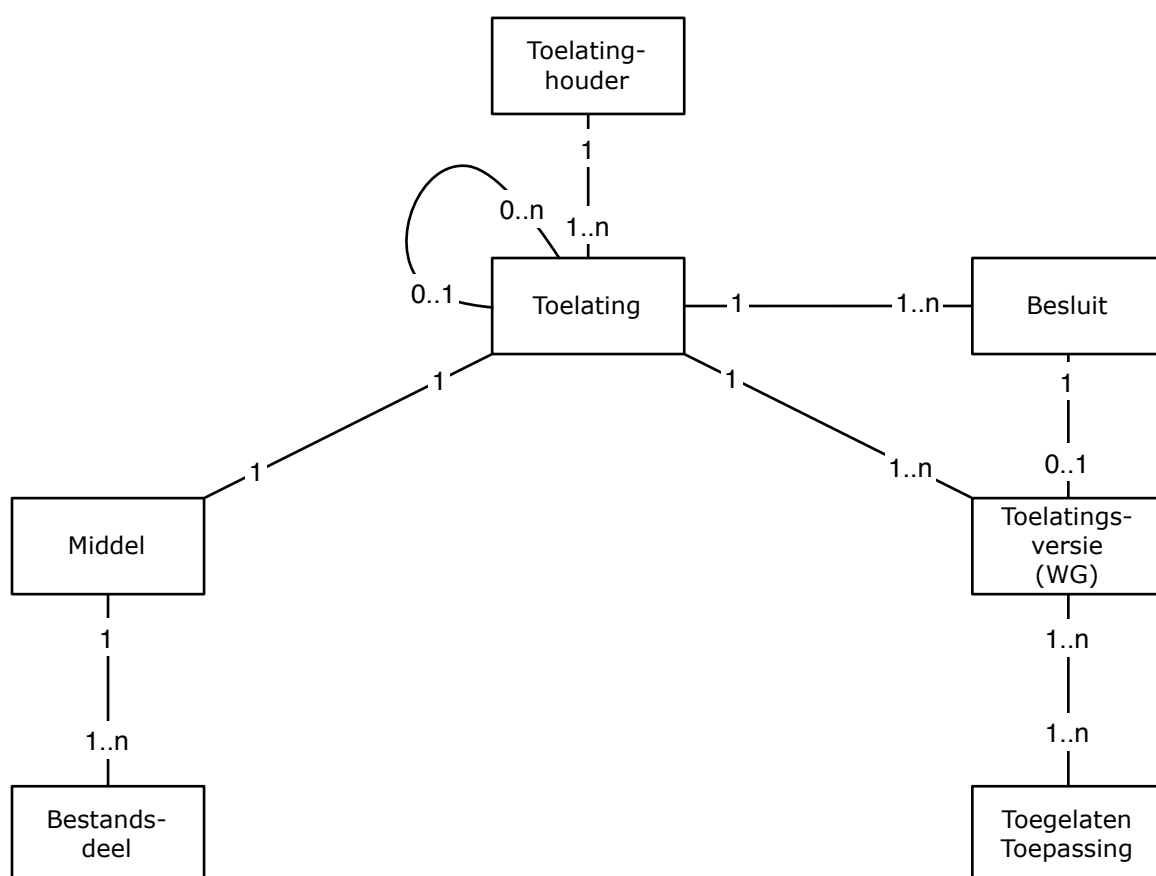 Toelating-
houder
1
1..n
0..n
0..1
Toelating
1
1..n
Besluit
1
1
1
0..1
1
1..n
Middel
Toelatings-
versie
(WG)
1
1..n
1..n
1..n
Bestands-
deel
Toegelaten
Toepassing